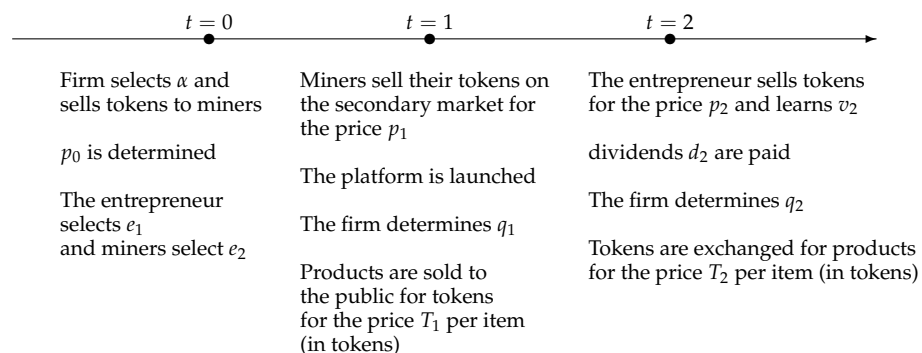 t = 0
t = 1
t = 2
Firm selects α and
sells tokens to miners
p₀ is determined
The entrepreneur
selects e₁
and miners select e₂
Miners sell their tokens on
the secondary market for
the price p₁
The platform is launched
The firm determines q₁
Products are sold to
the public for tokens
for the price T₁ per item
(in tokens)
The entrepreneur sells tokens
for the price p₂ and learns v₂
dividends d₂ are paid
The firm determines q₂
Tokens are exchanged for products
for the price T₂ per item (in tokens)